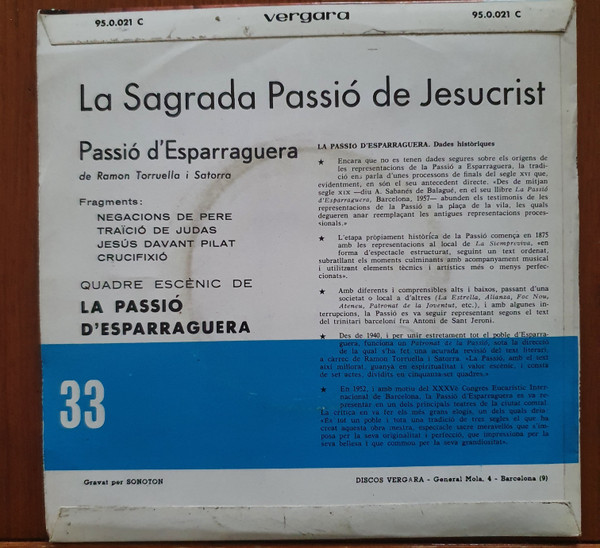 95.0.021 C
vergara
95.0.021 C
La Sagrada Passió de Jesucrist
Passió d'Esparraguera
de Ramon Torruella i Satorra
Fragments:
NEGACIONS DE PERE
TRAÏCIÓ DE JUDAS
JESÚS DAVANT PILAT
CRUCIFIXIÓ
QUADRE ESCÈNIC DE
LA PASSIÓ
D'ESPARRAGUERA
33
LA PASSIO D'ESPARRAGUERA. Dades històriques
★ Encara que no es tenen dades segures sobre els orígens de
les representacions de la Passió a Esparraguera, la tradi-
ció ens parla d'unes processons de finals del segle XVI que,
evidentment, en són el seu antecedent directe. «Des de mitjan
segle XIX —diu A. Sabanés de Balagué, en el seu llibre La Passió
d'Esparraguera, Barcelona, 1957— abunden els testimonis de les
representacions de la Passió a la plaça de la vila, les quals
degueren anar reemplaçant les antigues representacions proces-
sionals.»
★ L'etapa pròpiament històrica de la Passió comença en 1875
amb les representacions al local de La Siempreviva, «en
forma d'espectacle estructurat, seguint un text ordenat,
subratllant els moments culminants amb acompanyament musical
i utilitzant elements tècnics i artístics més o menys perfec-
cionats».
★ Amb diferents i comprensibles alts i baixos, passant d'una
societat o local a d'altres (La Estrella, Aliansa, Foc Nou,
Ateneu, Patronat de la Joventut, etc.), i amb algunes in-
terrupcions, la Passió es va seguir representant segons el text
del trinitari barceloní fra Antoni de Sant Jeroni.
★ Des de 1940, i per unir estretament tot el poble d'Esparra-
guera, funciona un Patronat de la Passió, sota la direcció
de la qual s'ha fet una acurada revisió del text literari,
a càrrec de Ramon Torruella i Satorra. «La Passió, amb el text
així millorat, guanya en espiritualitat i valor escènic, i consta
de set actes, dividits en cinquanta-set quadres.»
★ En 1952, i amb motiu del XXXVè Congrés Eucarístic Inter-
nacional de Barcelona, la Passió d'Esparraguera es va re-
presentar en un dels principals teatres de la ciutat comtal.
La crítica en va fer els més grans elogis, un dels quals deia:
«Es tot un poble i tota una tradició de tres segles el que ha
creat aquesta obra mestra, espectacle sacre meravellós que s'im-
posa per la seva originalitat i perfecció, que impressiona per la
seva bellesa i que commou per la seva grandiositat».
Gravat per SONOTON
DISCOS VERGARA - General Mola, 4 - Barcelona (9)